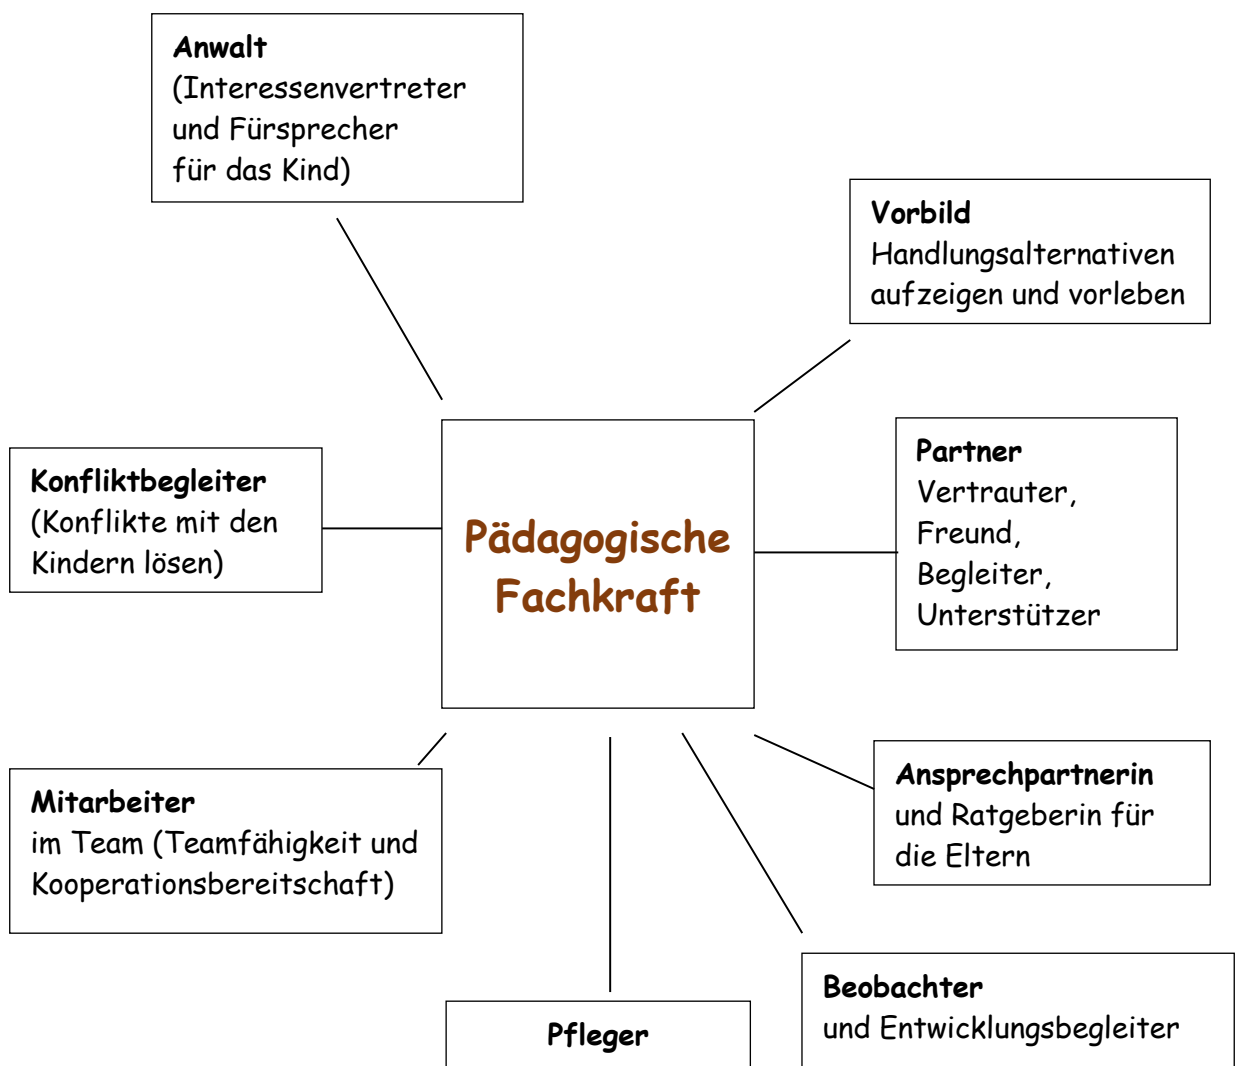 Anwalt
(Interessenvertreter
und Fürsprecher
für das Kind)
Vorbild
Handlungsalternativen
aufzeigen und vorleben
Konfliktbegleiter
(Konflikte mit den
Kindern lösen)
Pädagogische
Fachkraft
Partner
Vertrauter,
Freund,
Begleiter,
Unterstützer
Mitarbeiter
im Team (Teamfähigkeit und
Kooperationsbereitschaft)
Ansprechpartnerin
und Ratgeberin für
die Eltern
Pfleger
Beobachter
und Entwicklungsbegleiter